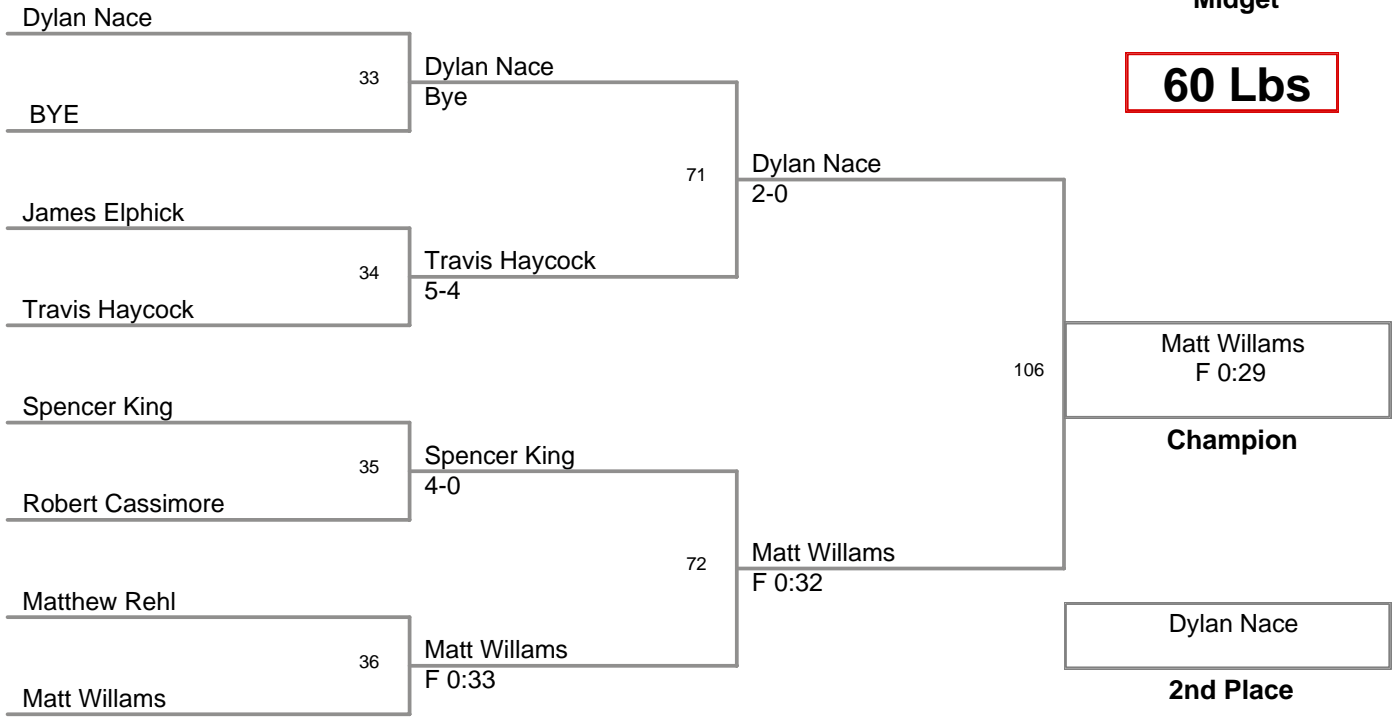 Midget
60 Lbs
Dylan Nace
33
BYE
Dylan Nace
Bye
James Elphick
34
Travis Haycock
Travis Haycock
5-4
71
Dylan Nace
2-0
Spencer King
35
Robert Cassimore
Spencer King
4-0
Matthew Rehl
36
Matt Willams
Matt Willams
F 0:33
72
Matt Willams
F 0:32
106
Matt Willams
F 0:29
Champion
Dylan Nace
2nd Place